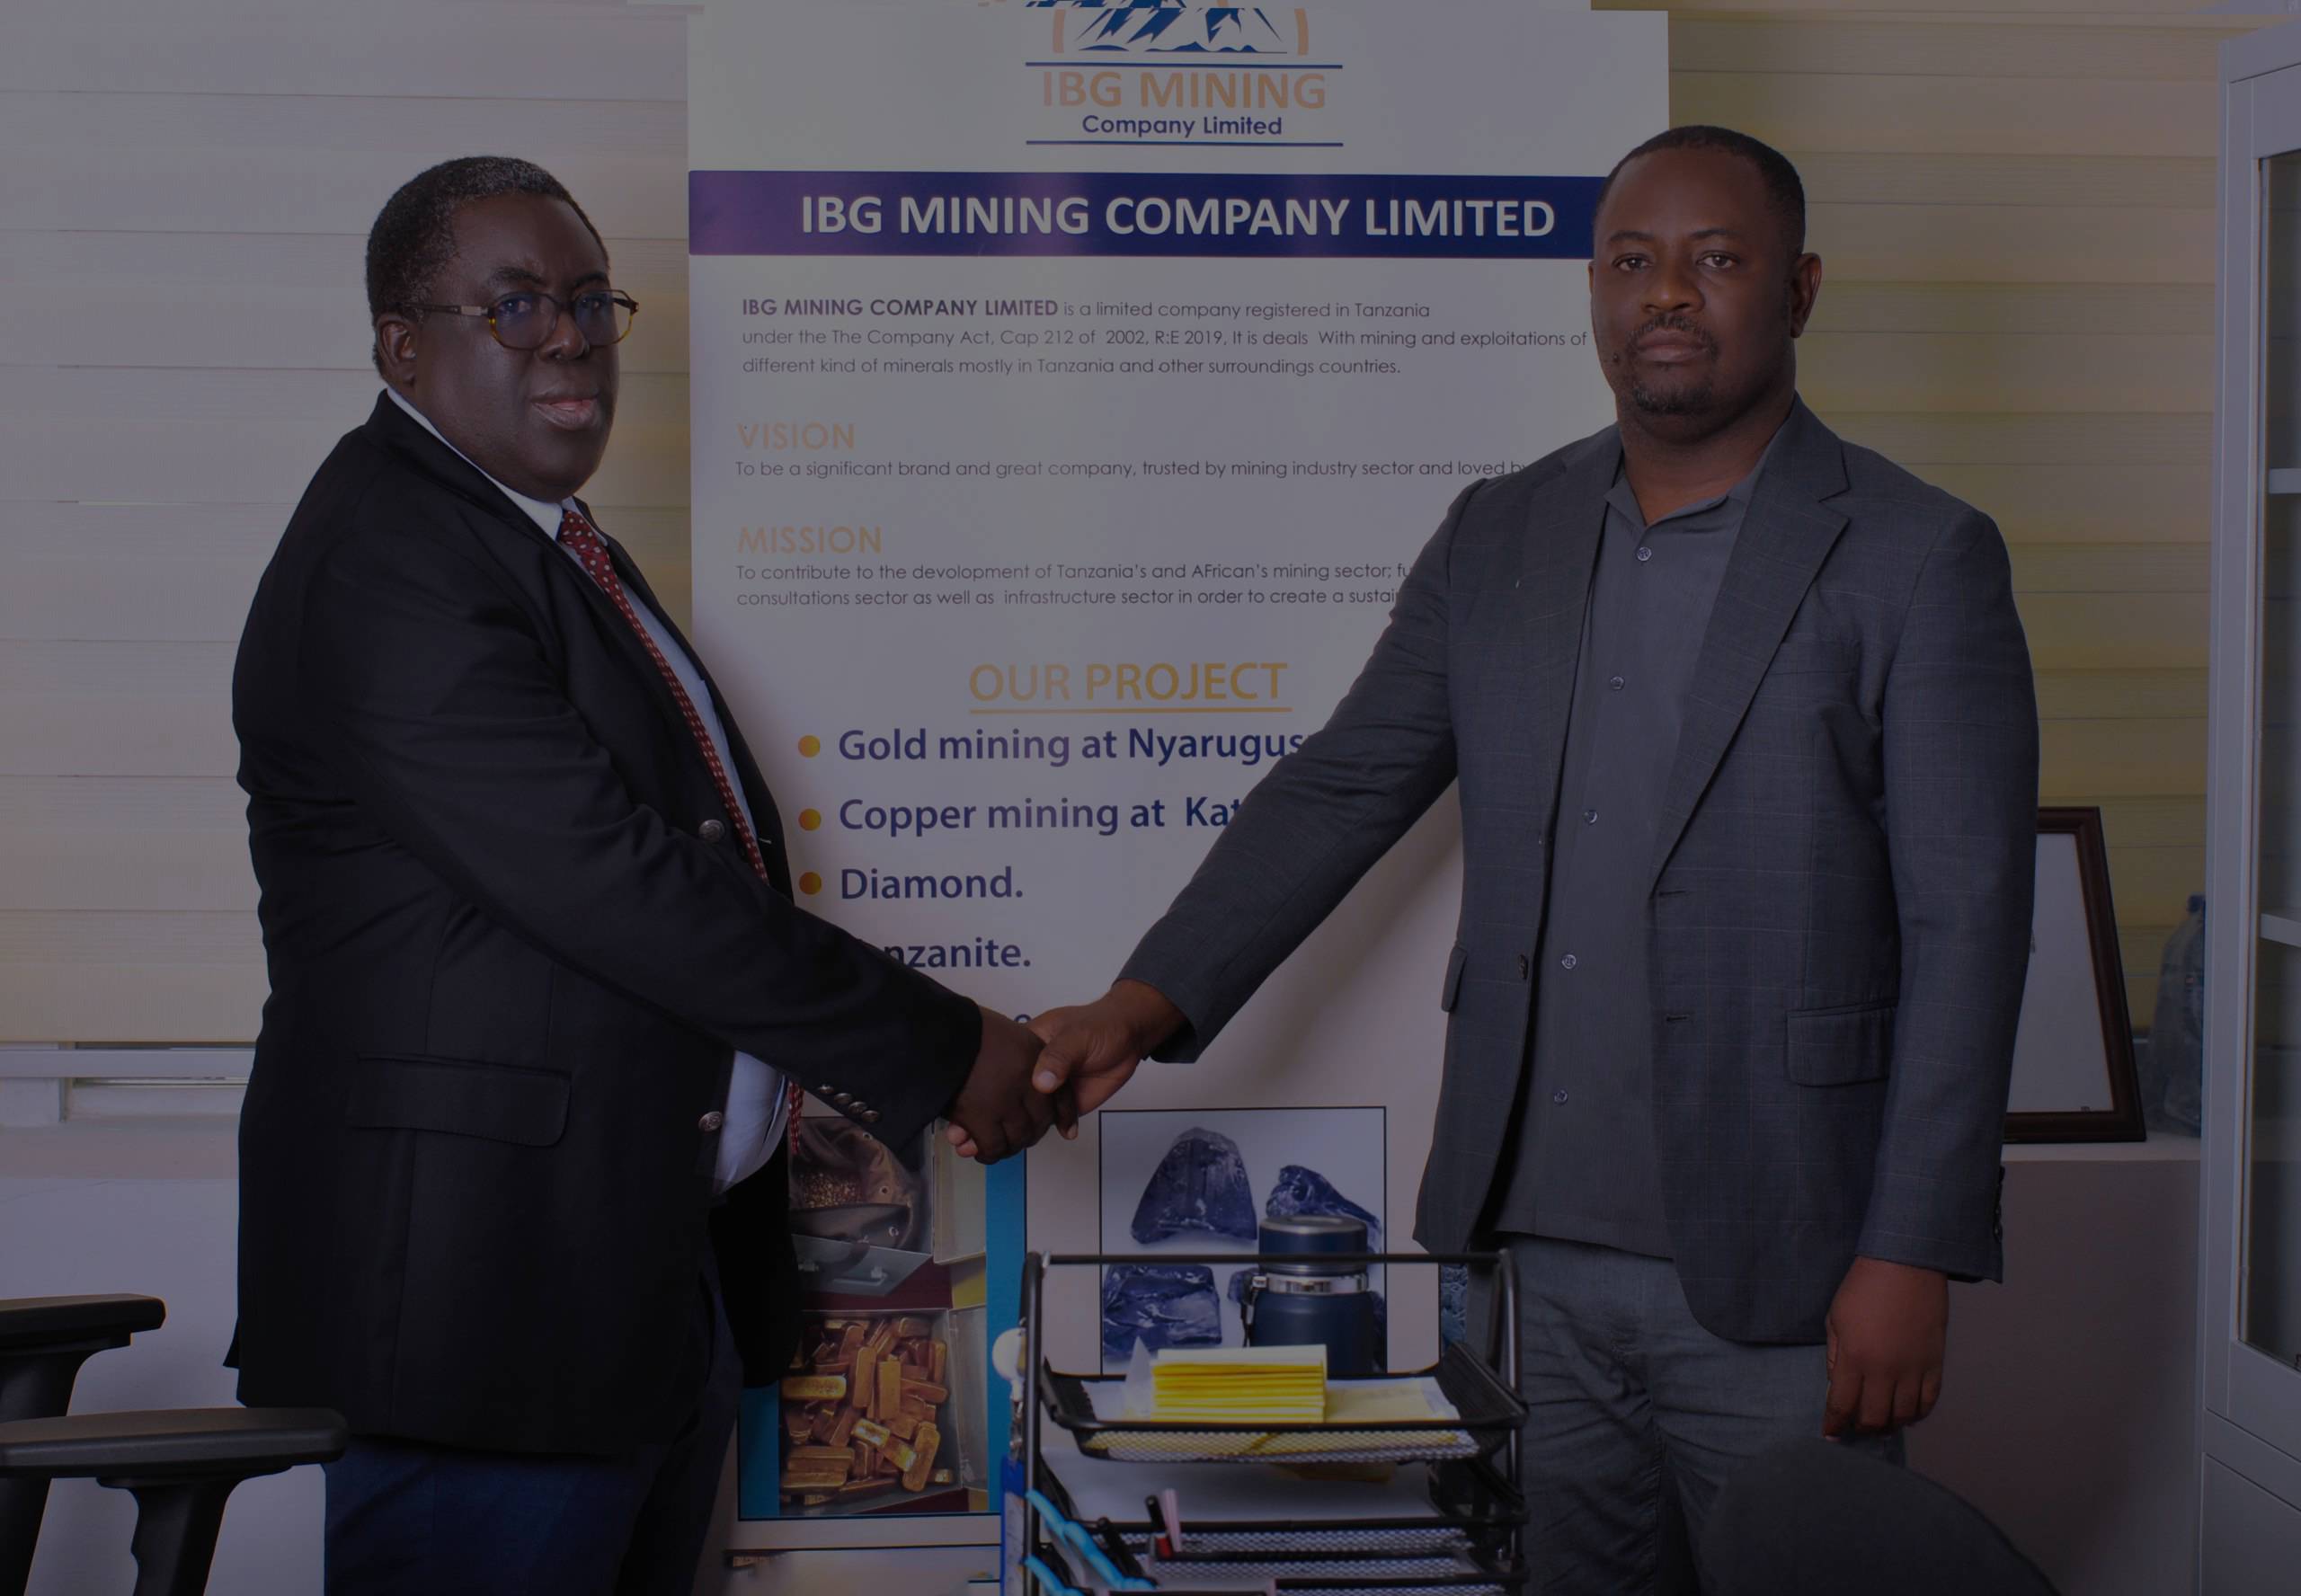 IBG MINING
Company Limited
IBG MINING COMPANY LIMITED
IBG MINING COMPANY LIMITED is a limited company registered in Tanzania
under the The Company Act, Cap 212 of 2002, R:E 2019, It is deals With mining and exploitations of
different kind of minerals mostly in Tanzania and other surroundings countries.
VISION
To be a significant brand and great company, trusted by mining industry sector and loved
MISSION
To contribute to the devolopment of Tanzania's and AFrican's mining sector;
consultations sector as well as infrastructure sector in order to create a
OUR PROJECT
Gold mining at
Copper mining at
Diamond.
nzanite.